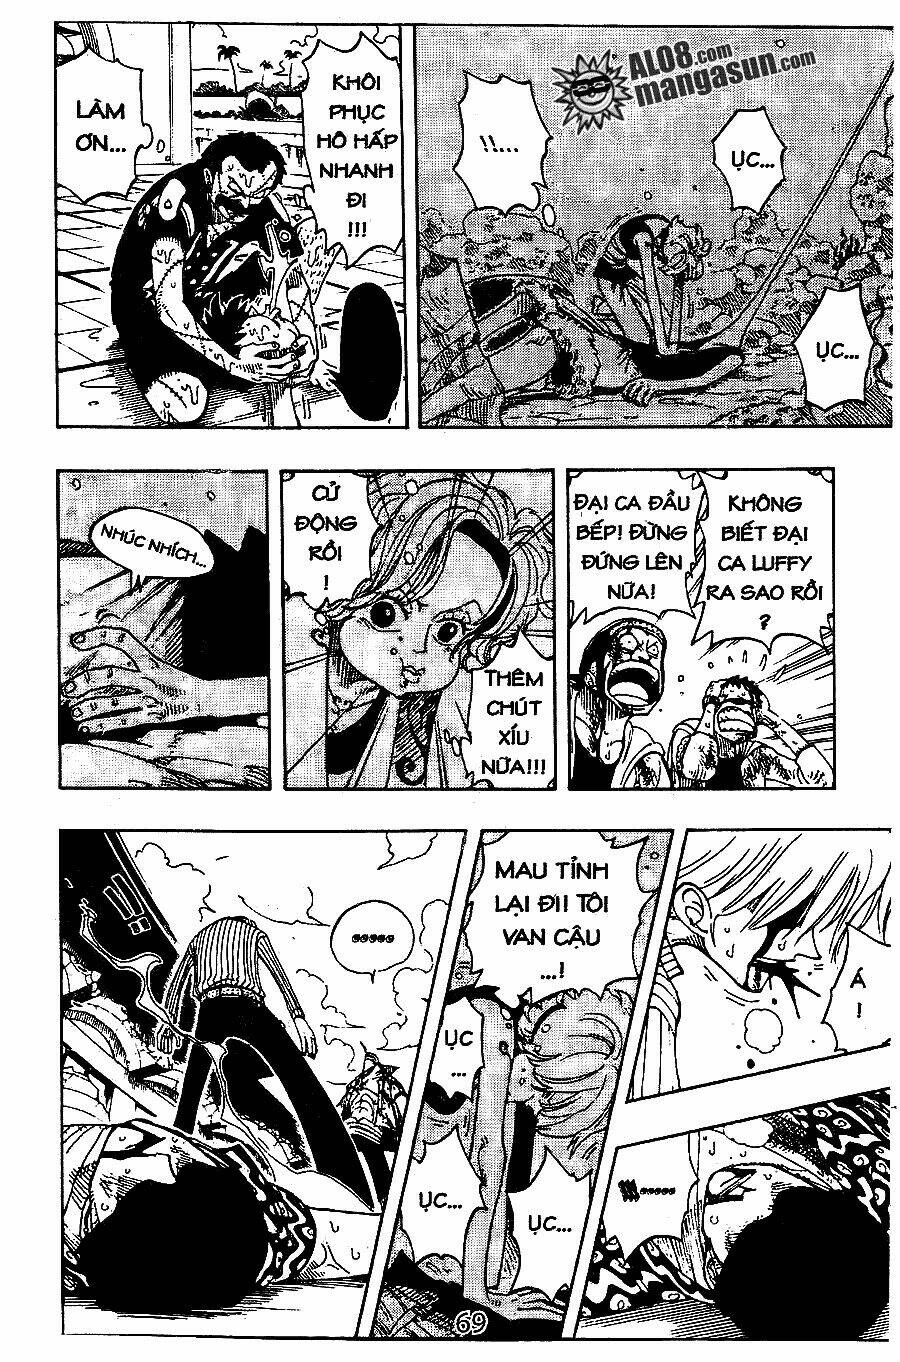 AL08.com
mangasun.com
ỤC...
!!....
ỤC...
KHÔI
PHỤC
HÔ HẤP
NHANH
ĐI
!!!
LÀM
ƠN...
KHÔNG
BIẾT ĐẠI
CA LUFFY
RA SAO RỒI
?
ĐẠI CA ĐẦU
BẾP! ĐỪNG
ĐỨNG LÊN
NỮA!
CỬ
ĐỘNG
RỒI
!
THÊM
CHÚT
XÍU
NỮA!!!
NHÚC NHÍCH...
Á
!
MAU TỈNH
LẠI ĐI! TÔI
VAN CẬU
...!
ỤC
...
ỤC...
ỤC...
!!
69